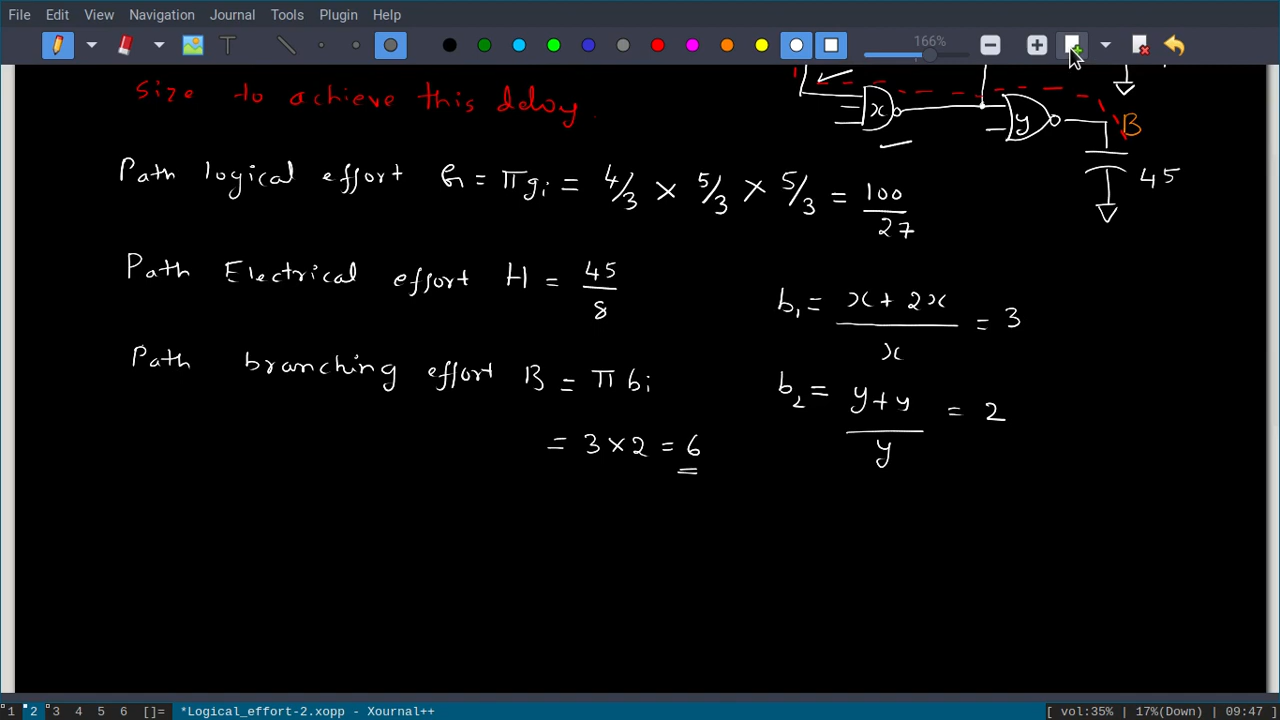 File Edit View Navigation Journal Tools Plugin Help
166%
size to achieve this delay.
x y B
45
Path logical effort G = πgi = 4/3 × 5/3 × 5/3 = 100/27
Path Electrical effort H = 45/8
b1 = x + 2x / x = 3
Path branching effort B = π bi
b2 = y + y / y = 2
= 3 × 2 = 6
1 2 3 4 5 6 []= *Logical_effort-2.xopp - Xournal++ [ vol:35% | 17%(Down) | 09:47 ]